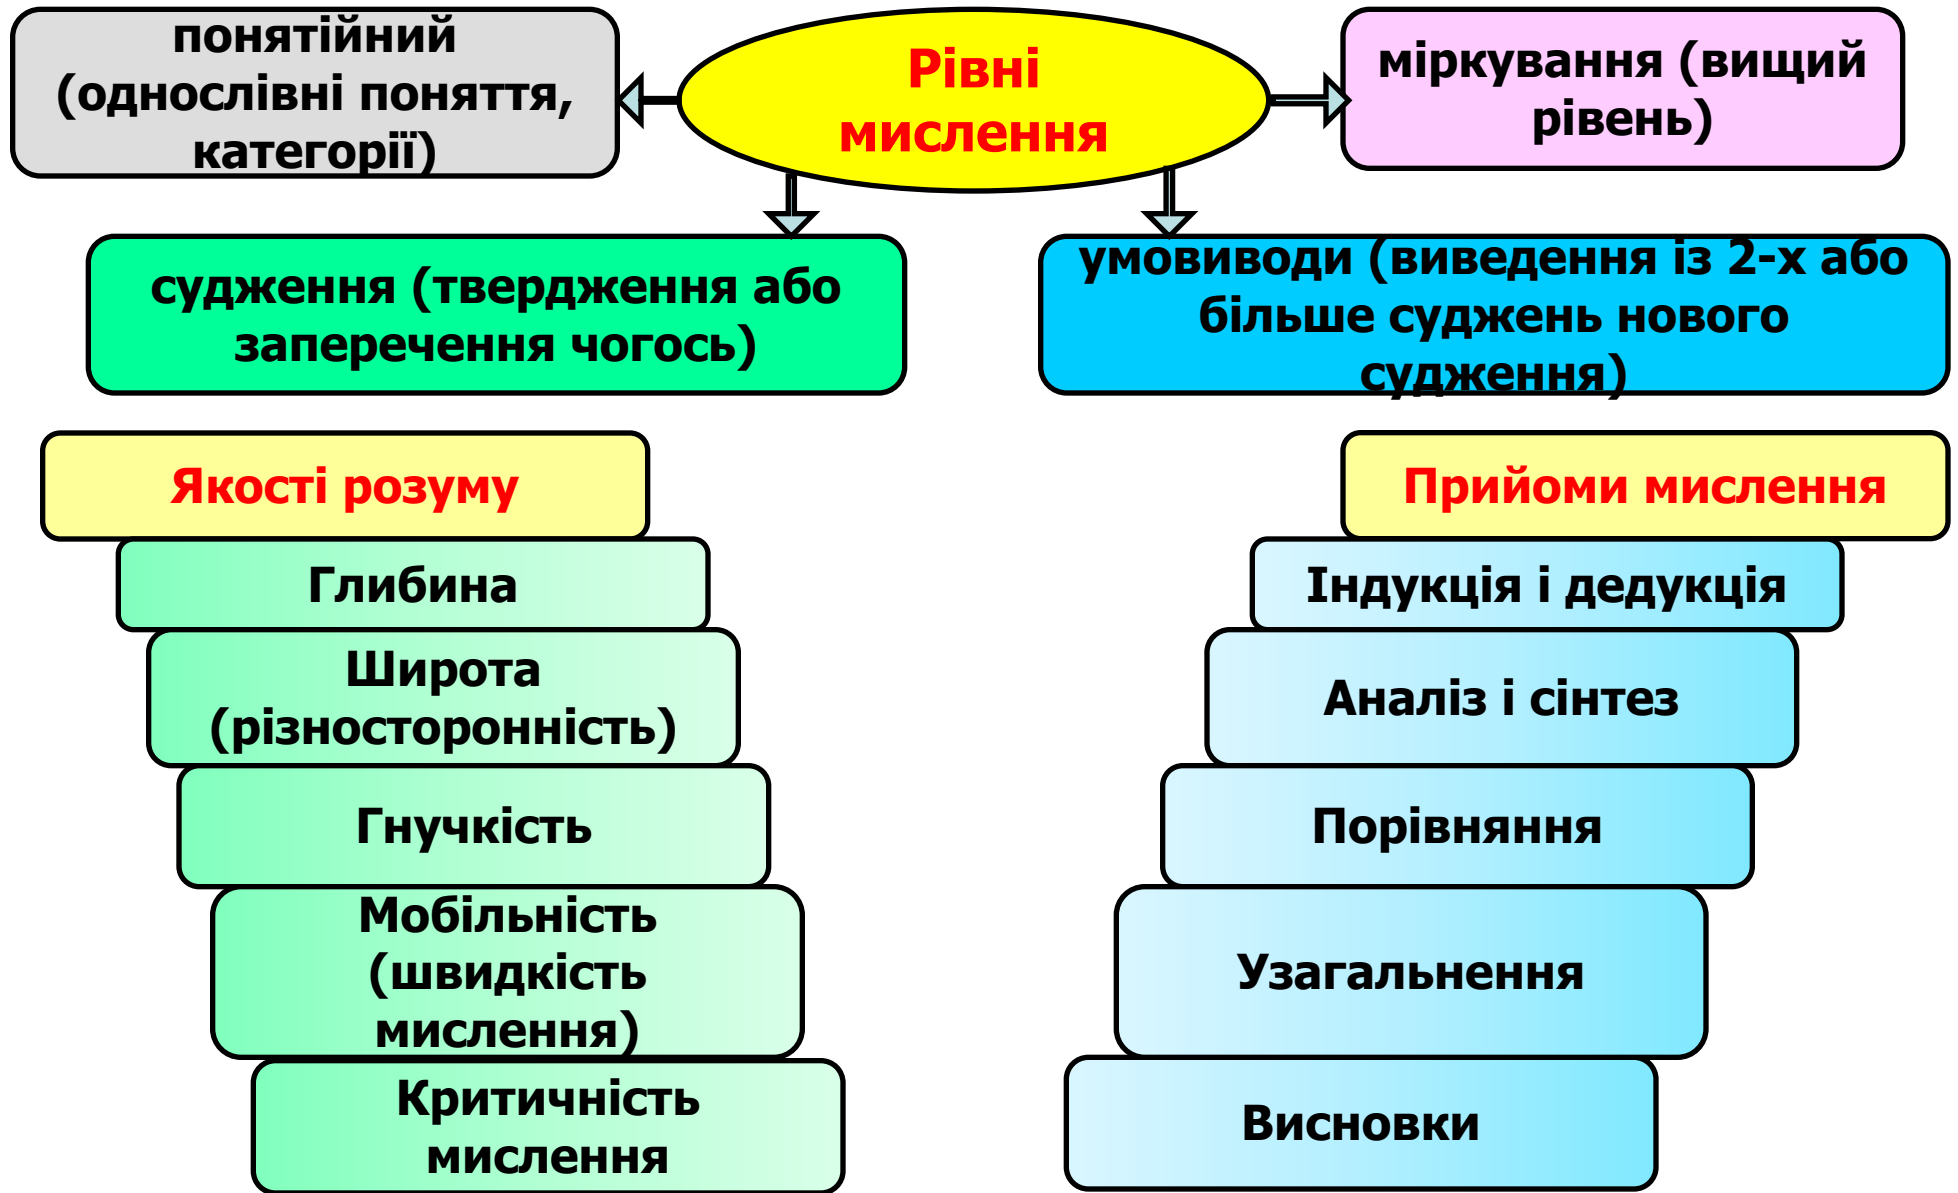 понятійний
(однослівні поняття,
категорії)
Рівні
мислення
міркування (вищий
рівень)
судження (твердження або
заперечення чогось)
умовиводи (виведення із 2-х або
більше суджень нового
судження)
Якості розуму
Глибина
Широта
(різносторонність)
Гнучкість
Мобільність
(швидкість
мислення)
Критичність
мислення
Прийоми мислення
Індукція і дедукція
Аналіз і сінтез
Порівняння
Узагальнення
Висновки